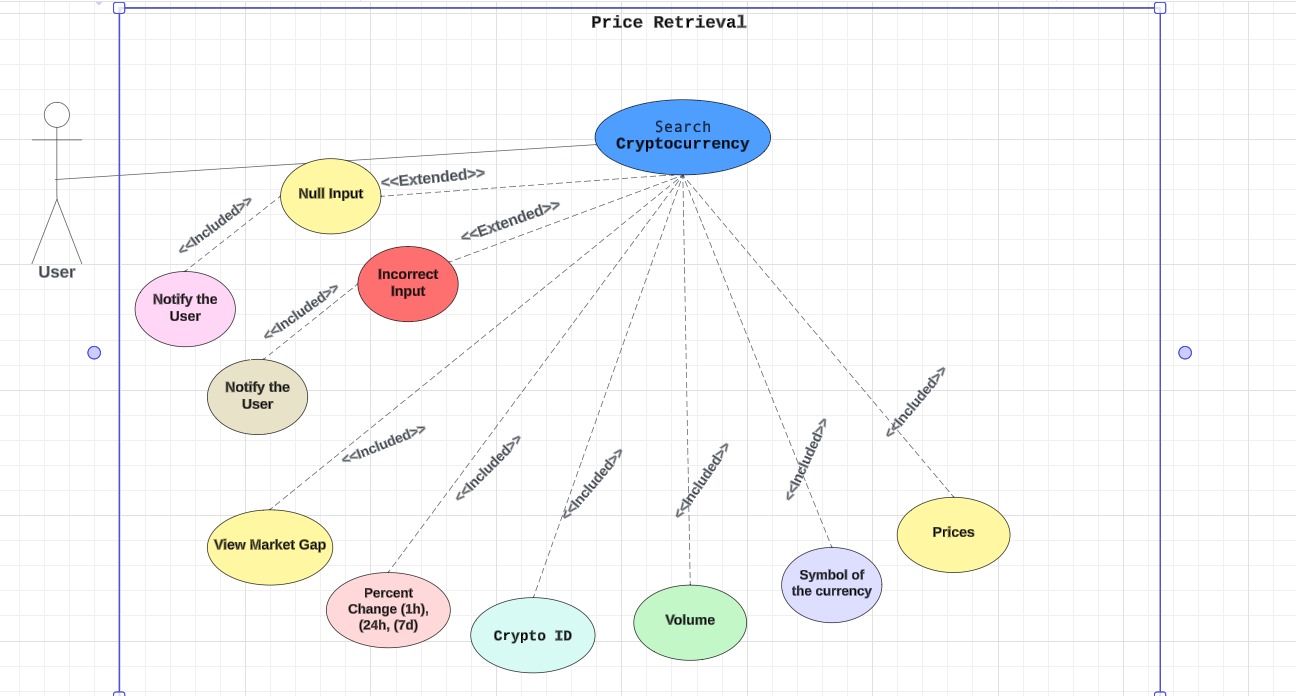 Price Retrieval
Search
Cryptocurrency
<<Extended>>
Null Input
<<Included>>
<<Extended>>
User
Incorrect
Input
Notify the
User
<<Included>>
Notify the
User
<<Included>>
<<Included>>
<<Included>>
<<Included>>
<<Included>>
<<Included>>
View Market Gap
Percent
Change (1h),
(24h, (7d)
Crypto ID
Volume
Symbol of
the currency
Prices